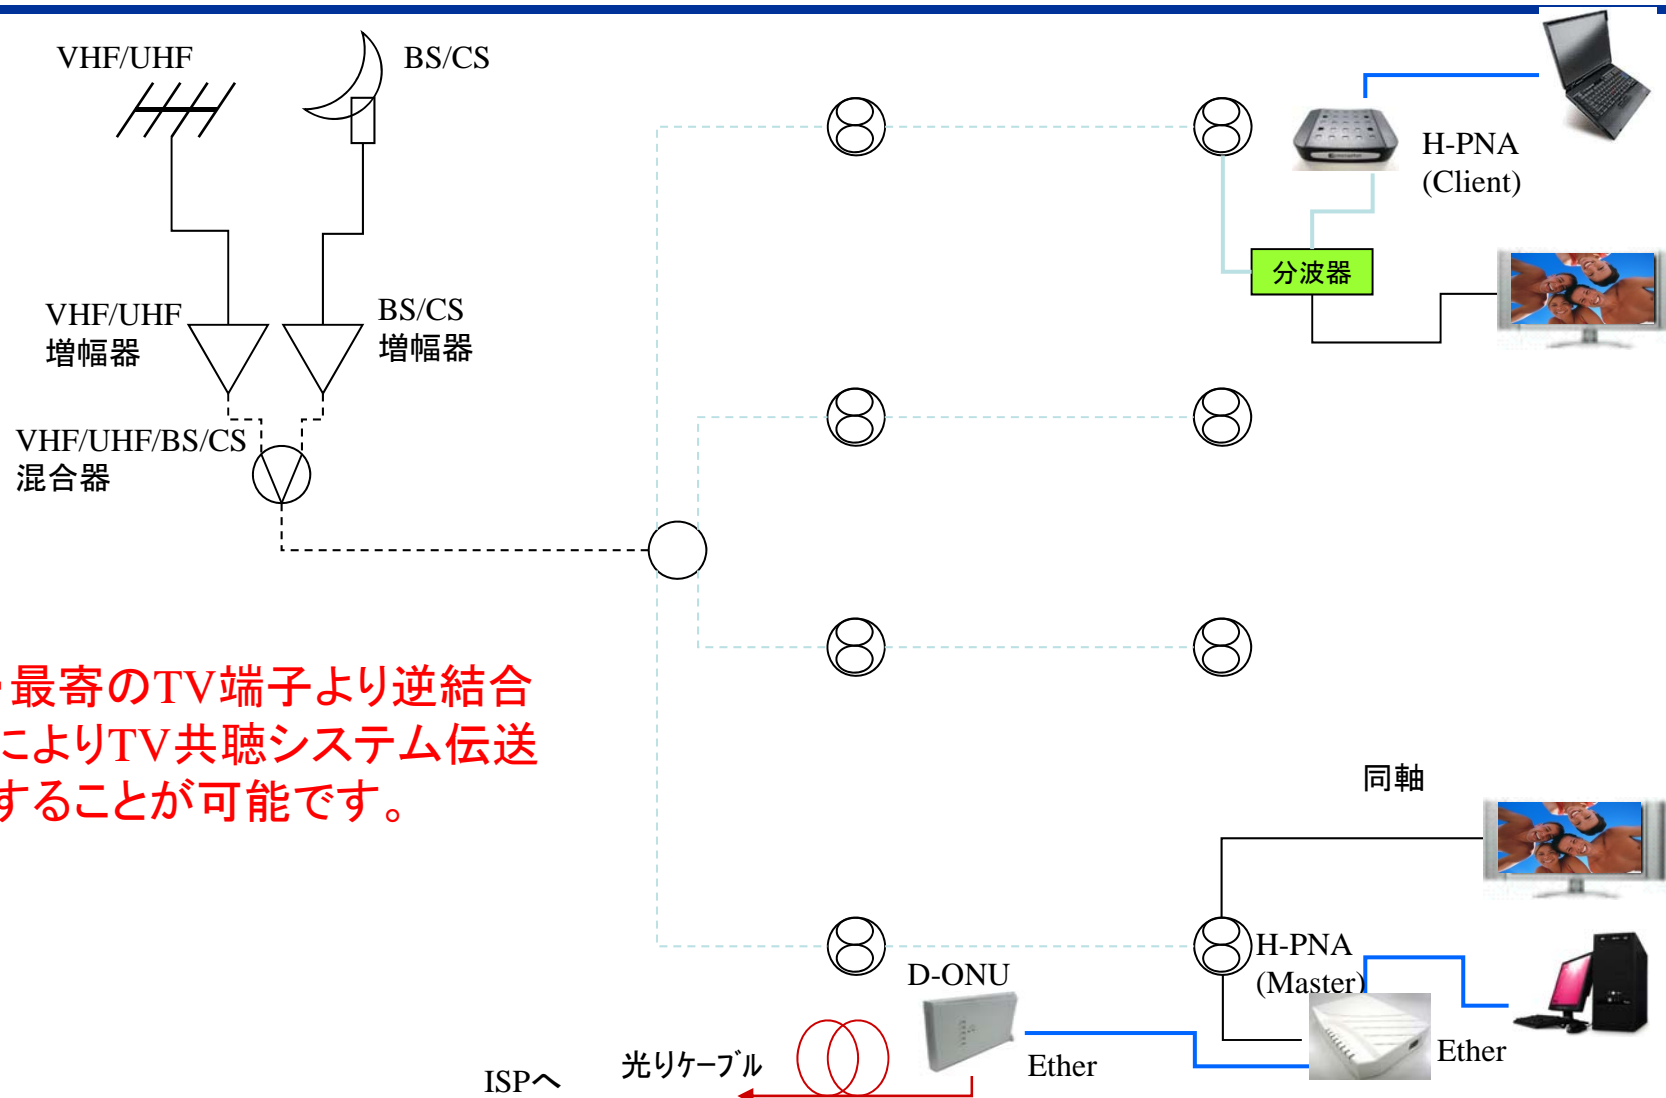 VHF/UHF
BS/CS
H-PNA
(Client)
分波器
VHF/UHF
増幅器
BS/CS
増幅器
VHF/UHF/BS/CS
混合器
最寄のTV端子より逆結合
によりTV共聴システム伝送
することが可能です。
同軸
H-PNA
(Master)
D-ONU
Ether
Ether
光りｹｰﾌﾞﾙ
ISPへ